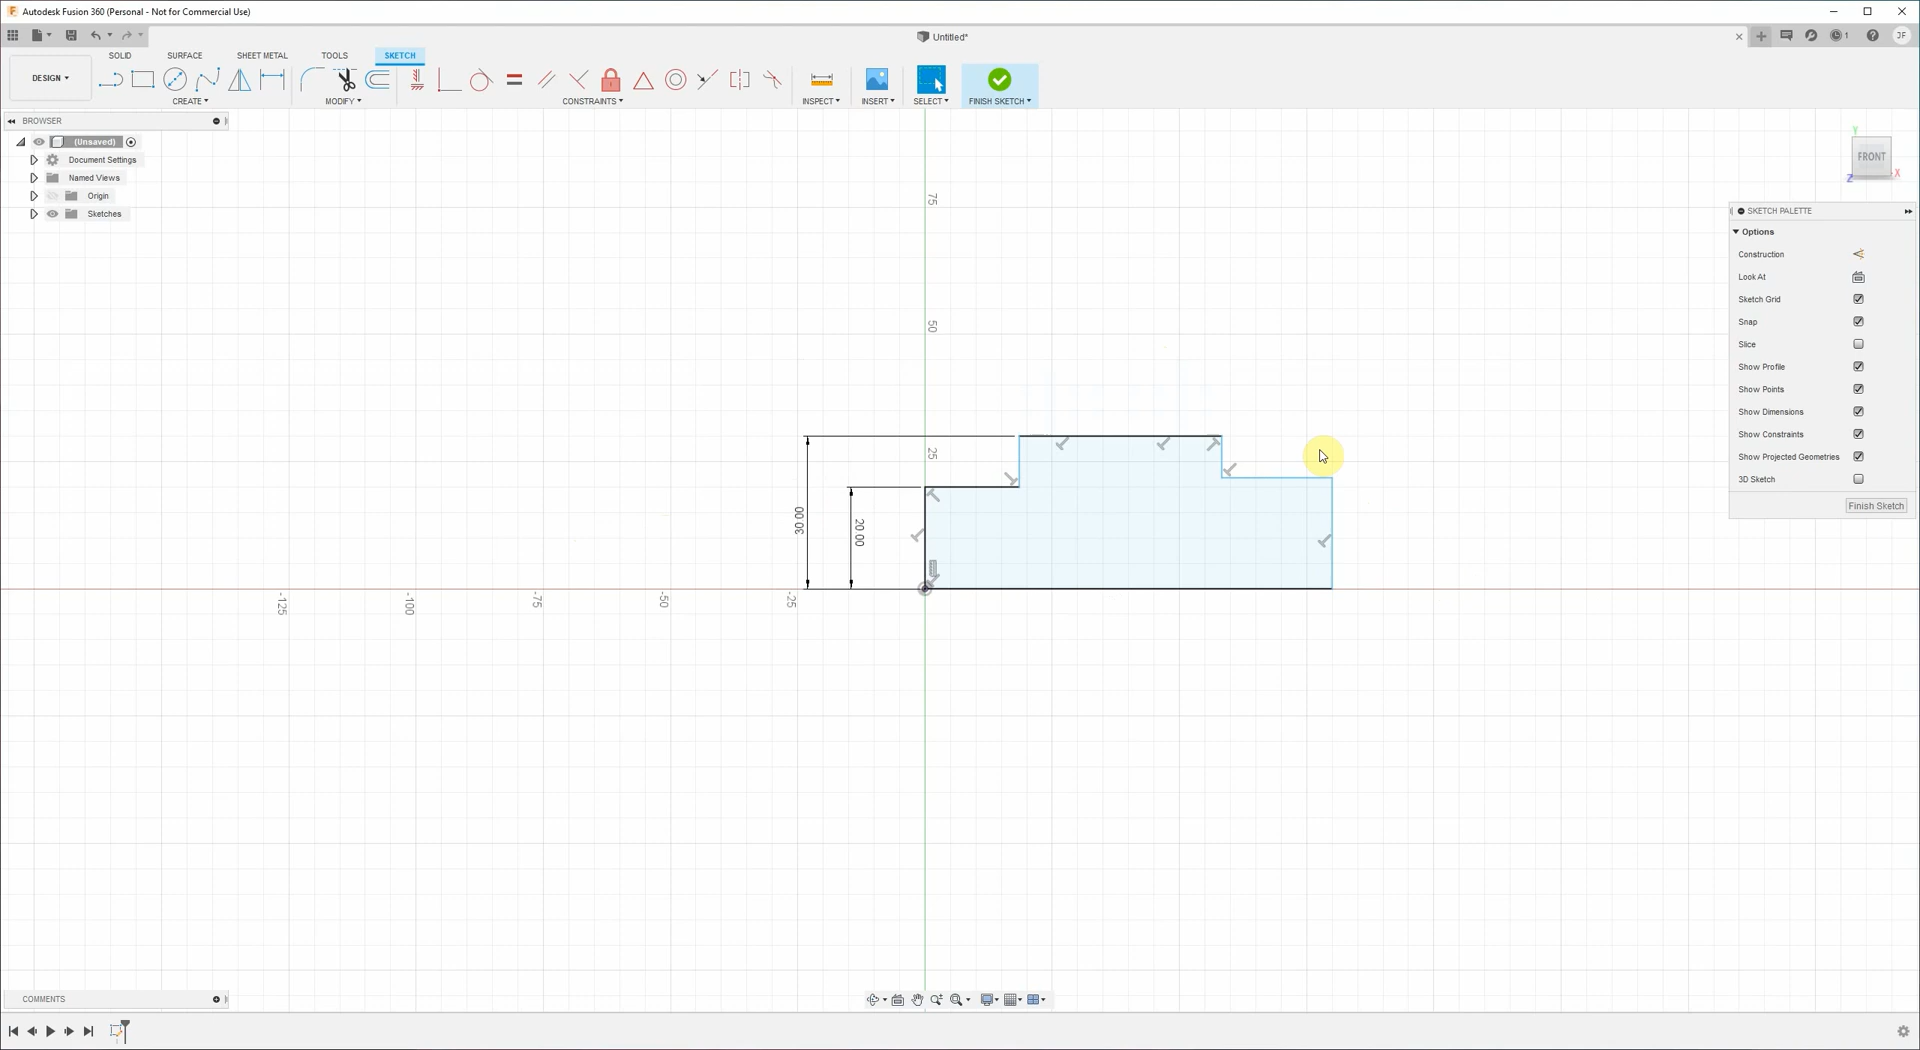 Autodesk Fusion 360 (Personal - Not for Commercial Use)
Untitled*
1
JF
SOLID
SURFACE
SHEET METAL
TOOLS
SKETCH
DESIGN
CREATE
MODIFY
CONSTRAINTS
INSPECT
INSERT
SELECT
FINISH SKETCH
BROWSER
(Unsaved)
Document Settings
Named Views
Origin
Sketches
Y
FRONT
Z
X
SKETCH PALETTE
Options
Construction
Look At
Sketch Grid
Snap
Slice
Show Profile
Show Points
Show Dimensions
Show Constraints
Show Projected Geometries
3D Sketch
Finish Sketch
75
50
25
30.00
20.00
-125
-100
-75
-50
-25
COMMENTS